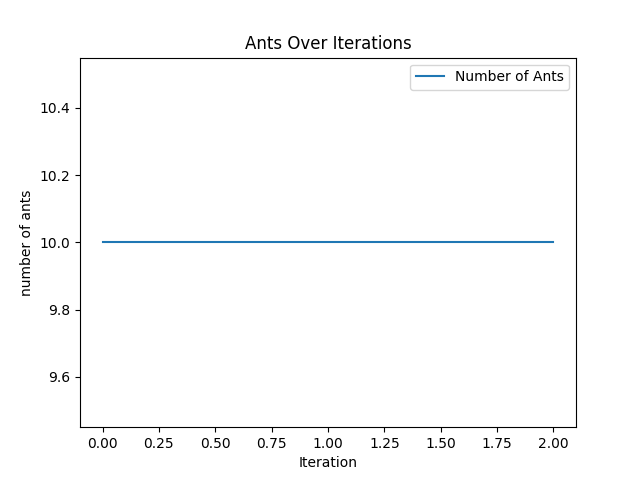 Ants Over Iterations
Number of Ants
number of ants
10.4
10.2
10.0
9.8
9.6
0.00 0.25 0.50 0.75 1.00 1.25 1.50 1.75 2.00
Iteration